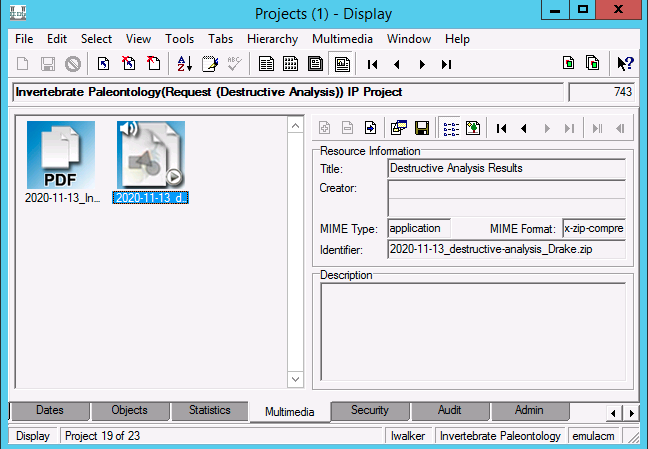 Projects (1) - Display
File Edit Select View Tools Tabs Hierarchy Multimedia Window Help
Invertebrate Paleontology(Request (Destructive Analysis)) IP Project 743
PDF
2020-11-13_In... 2020-11-13_d...
Resource Information
Title: Destructive Analysis Results
Creator:
MIME Type: application MIME Format: x-zip-compre
Identifier: 2020-11-13_destructive-analysis_Drake.zip
Description
Dates Objects Statistics Multimedia Security Audit Admin
Display Project 19 of 23 lwalker Invertebrate Paleontology emulacm